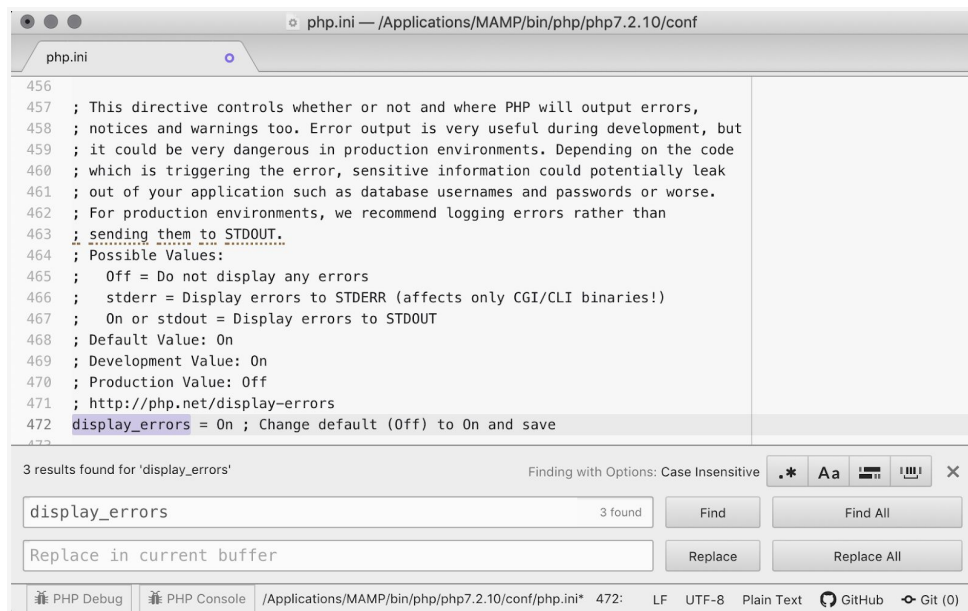 php.ini — /Applications/MAMP/bin/php/php7.2.10/conf
php.ini
456
457 ; This directive controls whether or not and where PHP will output errors,
458 ; notices and warnings too. Error output is very useful during development, but
459 ; it could be very dangerous in production environments. Depending on the code
460 ; which is triggering the error, sensitive information could potentially leak
461 ; out of your application such as database usernames and passwords or worse.
462 ; For production environments, we recommend logging errors rather than
463 ; sending them to STDOUT.
464 ; Possible Values:
465 ;   Off = Do not display any errors
466 ;   stderr = Display errors to STDERR (affects only CGI/CLI binaries!)
467 ;   On or stdout = Display errors to STDOUT
468 ; Default Value: On
469 ; Development Value: On
470 ; Production Value: Off
471 ; http://php.net/display-errors
472 display_errors = On ; Change default (Off) to On and save
473
3 results found for 'display_errors' Finding with Options: Case Insensitive .* Aa
display_errors 3 found Find Find All
Replace in current buffer Replace Replace All
PHP Debug PHP Console /Applications/MAMP/bin/php/php7.2.10/conf/php.ini* 472: LF UTF-8 Plain Text GitHub Git (0)